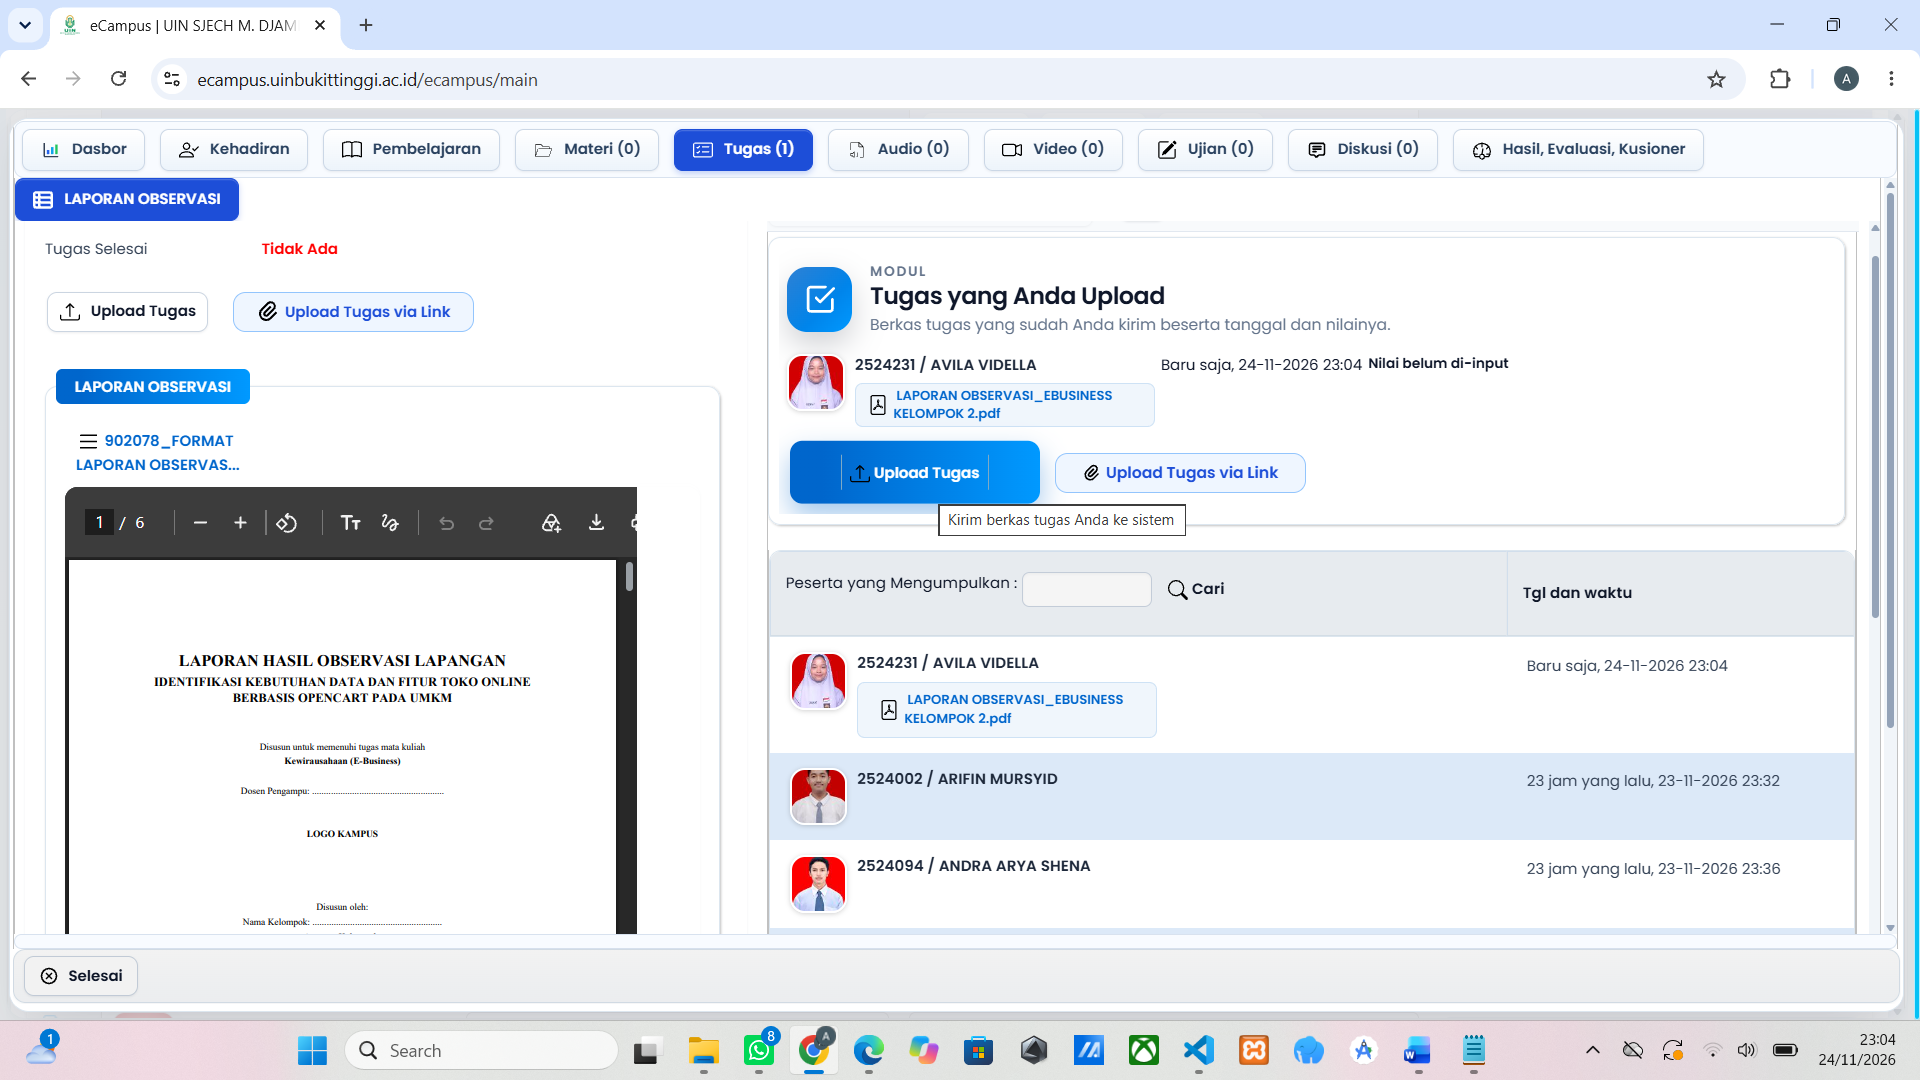 eCampus | UIN SJECH M. DJAM
ecampus.uinbukittinggi.ac.id/ecampus/main
A
Dasbor
Kehadiran
Pembelajaran
Materi (0)
Tugas (1)
Audio (0)
Video (0)
Ujian (0)
Diskusi (0)
Hasil, Evaluasi, Kusioner
LAPORAN OBSERVASI
Tugas Selesai
Tidak Ada
Upload Tugas
Upload Tugas via Link
LAPORAN OBSERVASI
902078_FORMAT
LAPORAN OBSERVAS...
1 / 6
LAPORAN HASIL OBSERVASI LAPANGAN
IDENTIFIKASI KEBUTUHAN DATA DAN FITUR TOKO ONLINE
BERBASIS OPENCART PADA UMKM
Disusun untuk memenuhi tugas mata kuliah
Kewirausahaan (E-Business)
Dosen Pengampu: ......................................................
LOGO KAMPUS
Disusun oleh:
Nama Kelompok: .....................................................
MODUL
Tugas yang Anda Upload
Berkas tugas yang sudah Anda kirim beserta tanggal dan nilainya.
2524231 / AVILA VIDELLA
Baru saja, 24-11-2026 23:04 Nilai belum di-input
LAPORAN OBSERVASI_EBUSINESS
KELOMPOK 2.pdf
Upload Tugas
Upload Tugas via Link
Kirim berkas tugas Anda ke sistem
Peserta yang Mengumpulkan :
Cari
Tgl dan waktu
2524231 / AVILA VIDELLA
Baru saja, 24-11-2026 23:04
LAPORAN OBSERVASI_EBUSINESS
KELOMPOK 2.pdf
2524002 / ARIFIN MURSYID
23 jam yang lalu, 23-11-2026 23:32
2524094 / ANDRA ARYA SHENA
23 jam yang lalu, 23-11-2026 23:36
Selesai
1
Search
8
A
23:04
24/11/2026